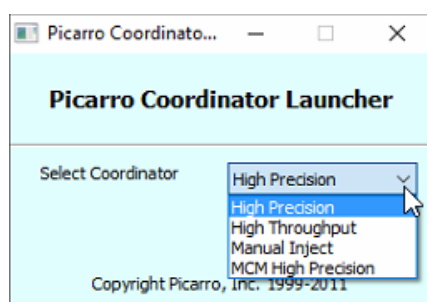 Picarro Coordinato...
Picarro Coordinator Launcher
Select Coordinator
High Precision
High Precision
High Throughput
Manual Inject
MCM High Precision
Copyright Picarro, Inc. 1999-2011